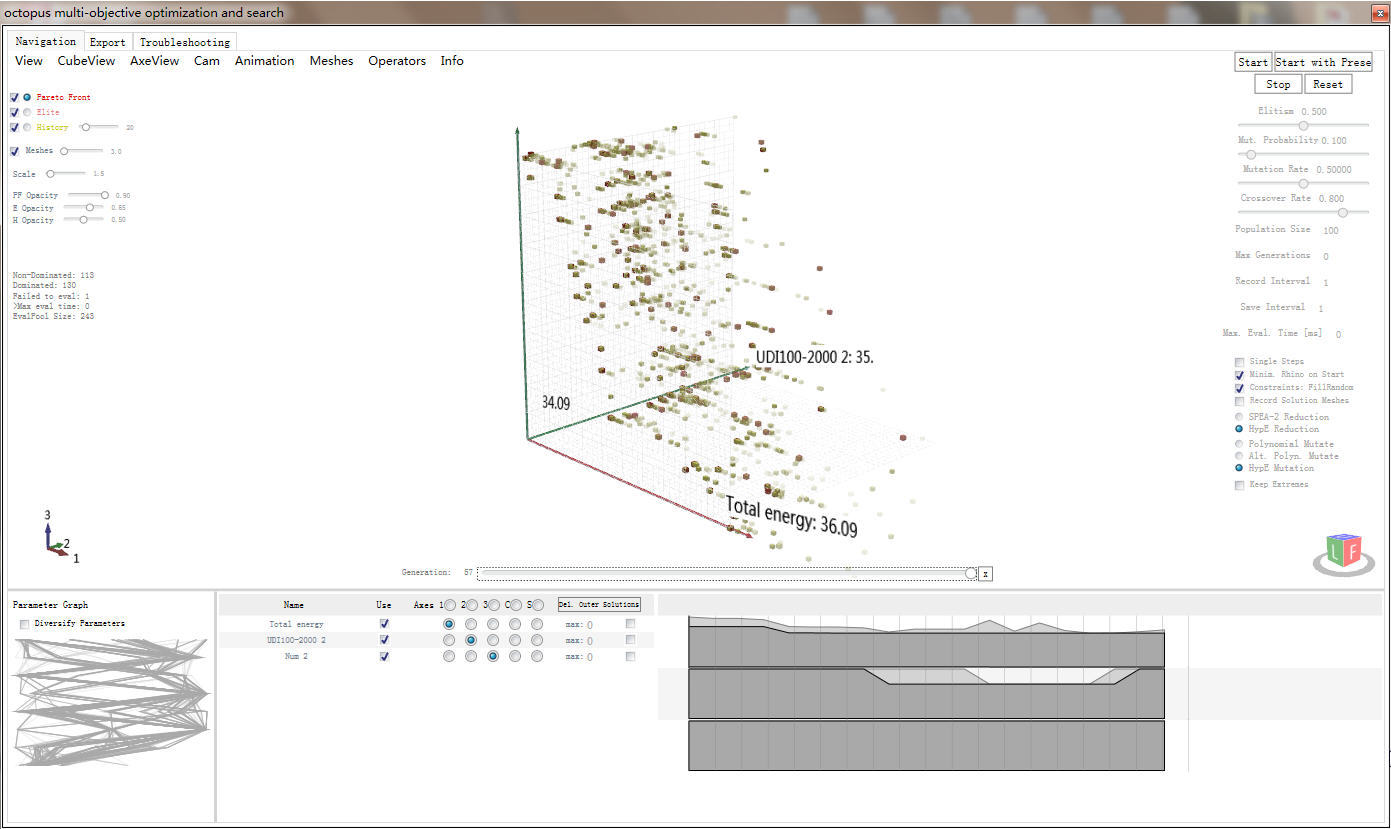 octopus multi-objective optimization and search
Navigation Export Troubleshooting
View CubeView AxeView Cam Animation Meshes Operators Info
Start Start with Prese
Stop Reset
Pareto Front
Elite
History 20
Meshes 3.0
Scale 1:5
PF Opacity 0.90
E Opacity 0.65
H Opacity 0.50
Non-Dominated: 113
Dominated: 130
Failed to eval: 1
>Max eval time: 0
EvalPool Size: 243
Elitism 0.500
Mut. Probability 0.100
Mutation Rate 0.50000
Crossover Rate 0.800
Population Size 100
Max Generations 0
Record Interval 1
Save Interval 1
Max. Eval. Time [ms] 0
Single Steps
Minim. Rhino on Start
Constraints: FillRandom
Record Solution Meshes
SPEA-2 Reduction
HypE Reduction
Polynomial Mutate
Alt. Polyn. Mutate
HypE Mutation
Keep Extremes
UDI100-2000 2: 35.
34.09
Total energy: 36.09
3
2
1
L F
Generation: 57 x
Parameter Graph
Diversify Parameters
Name Use Axes 1 2 3 C S Del. Outer Solutions
Total energy max: 0
UDI100-2000 2 max: 0
Num 2 max: 0